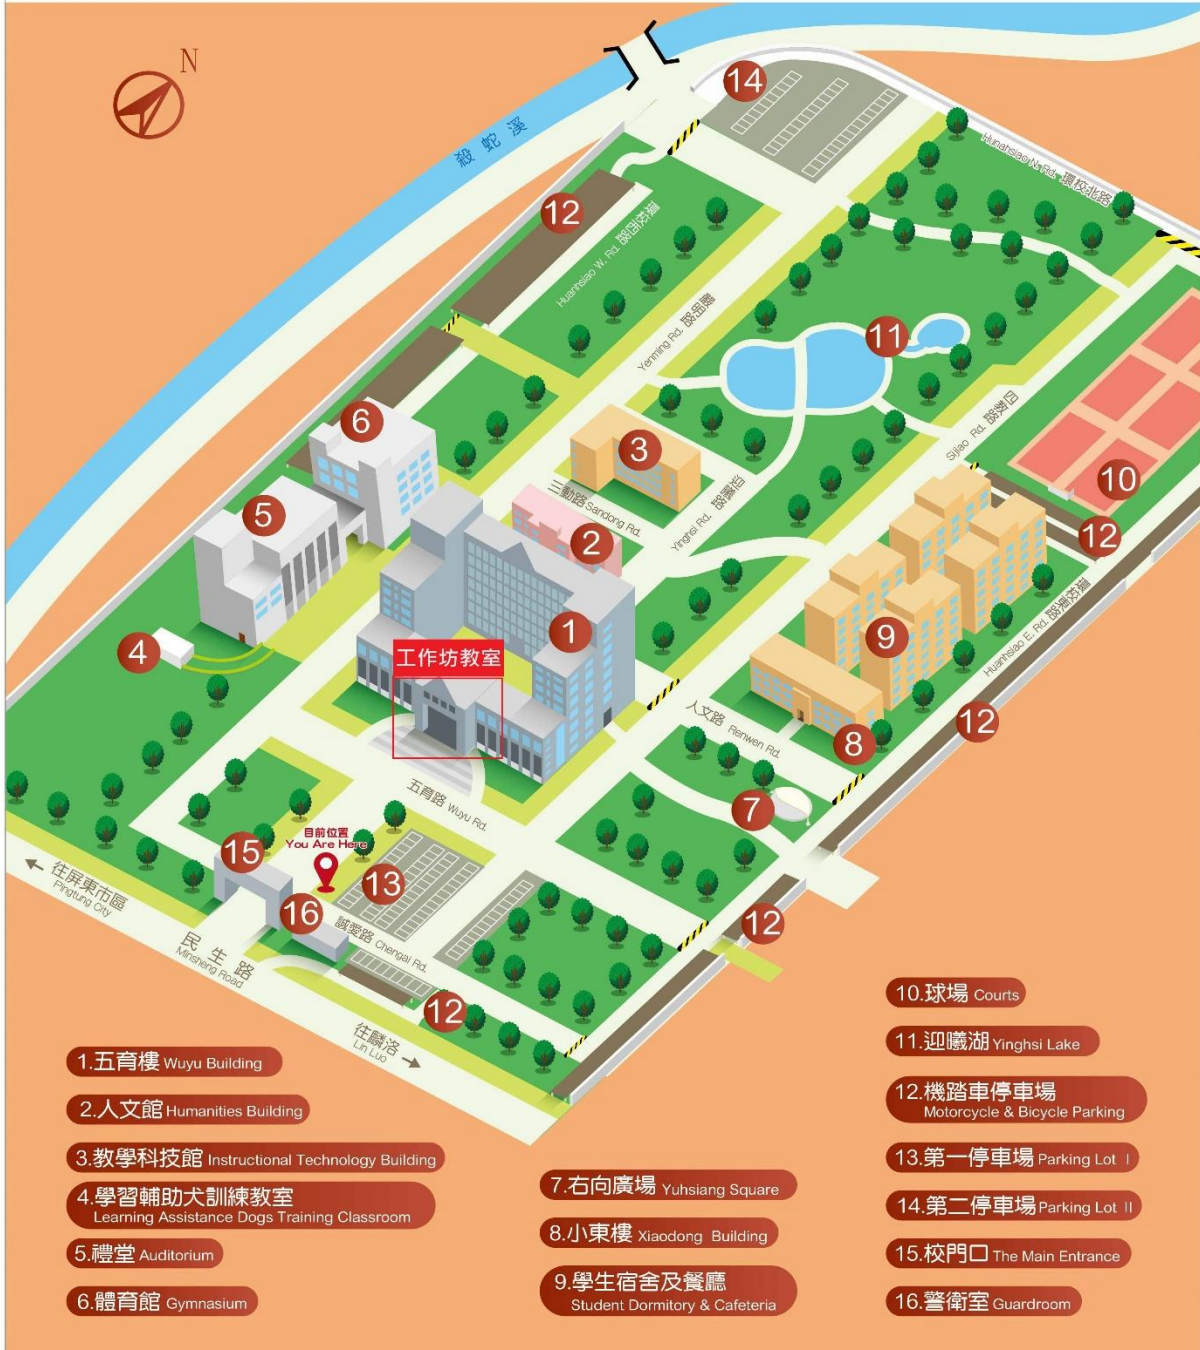 N
14
殺蛇溪
Huanhsiao N. Rd. 環校北路
12
Huanhsiao W. Rd. 環校西路
Yenming Rd. 硯明路
11
6
3
Sijiao Rd. 四教路
10
三動路 Sandong Rd.
Yinghsi Rd. 迎曦路
5
2
12
4
1
工作坊教室
9
Huanhsiao E. Rd. 環校東路
人文路 Renwen Rd.
12
8
7
五育路 Wuyu Rd.
目前位置
You Are Here
15
13
16
往屏東市區
Pingtung City
誠愛路 Chengai Rd.
12
民生路
Minsheng Road
12
往麟洛
Lin Luo
1.五育樓 Wuyu Building
2.人文館 Humanities Building
3.教學科技館 Instructional Technology Building
4.學習輔助犬訓練教室
Learning Assistance Dogs Training Classroom
5.禮堂 Auditorium
6.體育館 Gymnasium
7.右向廣場 Yuhsiang Square
8.小東樓 Xiaodong Building
9.學生宿舍及餐廳
Student Dormitory & Cafeteria
10.球場 Courts
11.迎曦湖 Yinghsi Lake
12.機踏車停車場
Motorcycle & Bicycle Parking
13.第一停車場 Parking Lot I
14.第二停車場 Parking Lot II
15.校門口 The Main Entrance
16.警衛室 Guardroom